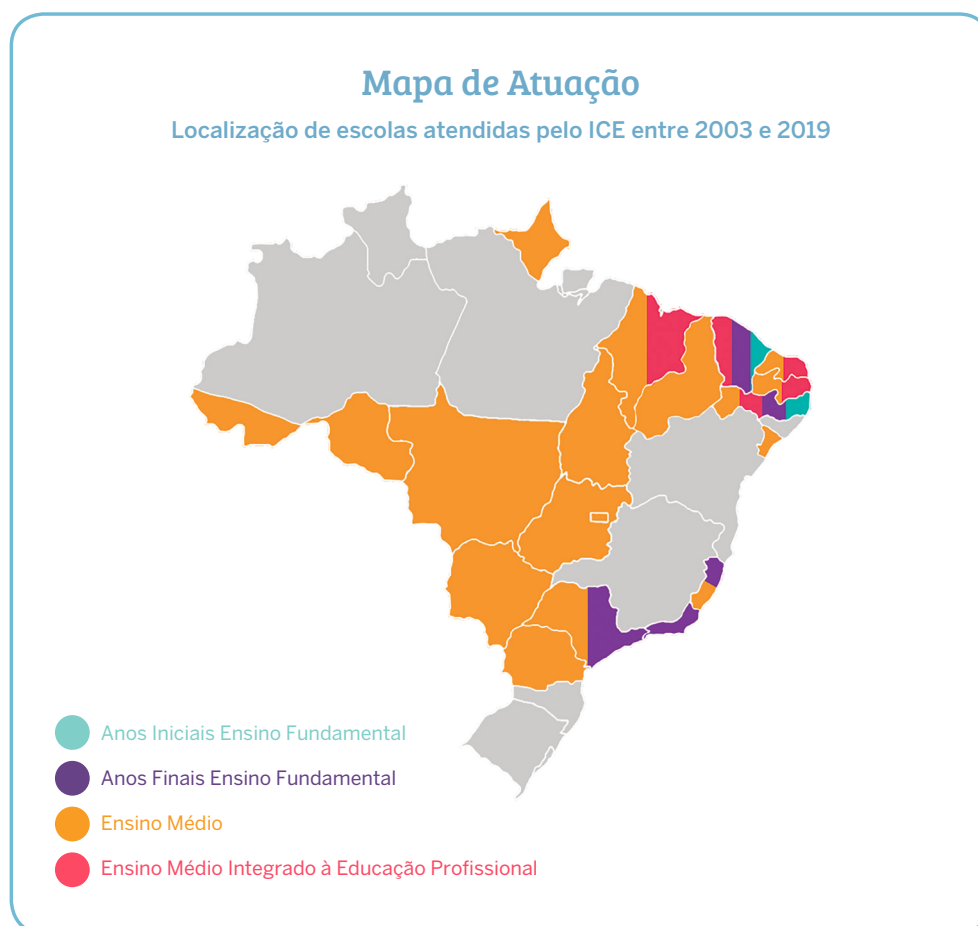 Mapa de Atuação
Localização de escolas atendidas pelo ICE entre 2003 e 2019
Anos Iniciais Ensino Fundamental
Anos Finais Ensino Fundamental
Ensino Médio
Ensino Médio Integrado à Educação Profissional